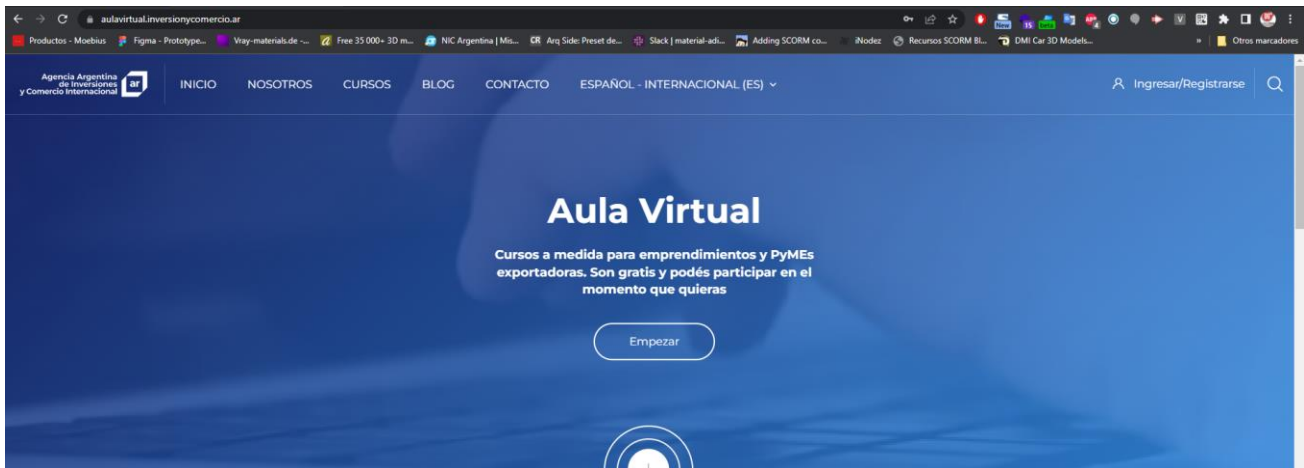 aulavirtual.inversionycomercio.ar
Productos - Moebius Figma - Prototype... Vray-materials.de -... Free 35 000+ 3D m... NIC Argentina | Mis... CR Arq Side: Preset de... Slack | material-adi... Adding SCORM co... iNodez Recursos SCORM Bl... DMI Car 3D Models... » Otros marcadores
Agencia Argentina
de Inversiones
y Comercio Internacional
ar
INICIO NOSOTROS CURSOS BLOG CONTACTO ESPAÑOL - INTERNACIONAL (ES) Ingresar/Registrarse
Aula Virtual
Cursos a medida para emprendimientos y PyMEs
exportadoras. Son gratis y podés participar en el
momento que quieras
Empezar